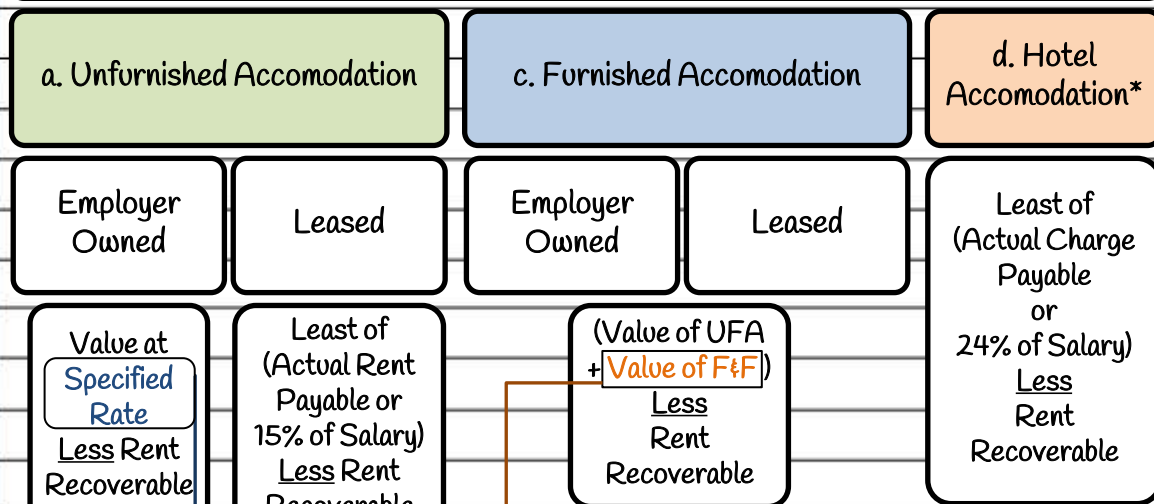 a. Unfurnished Accomodation
c. Furnished Accomodation
d. Hotel
Accomodation*
Employer
Owned
Leased
Employer
Owned
Leased
Value at
Specified
Rate
Less Rent
Recoverable
Least of
(Actual Rent
Payable or
15% of Salary)
Less Rent
(Value of UFA
+Value of F&F)
Less
Rent
Recoverable
Least of
(Actual Charge
Payable
or
24% of Salary)
Less
Rent
Recoverable